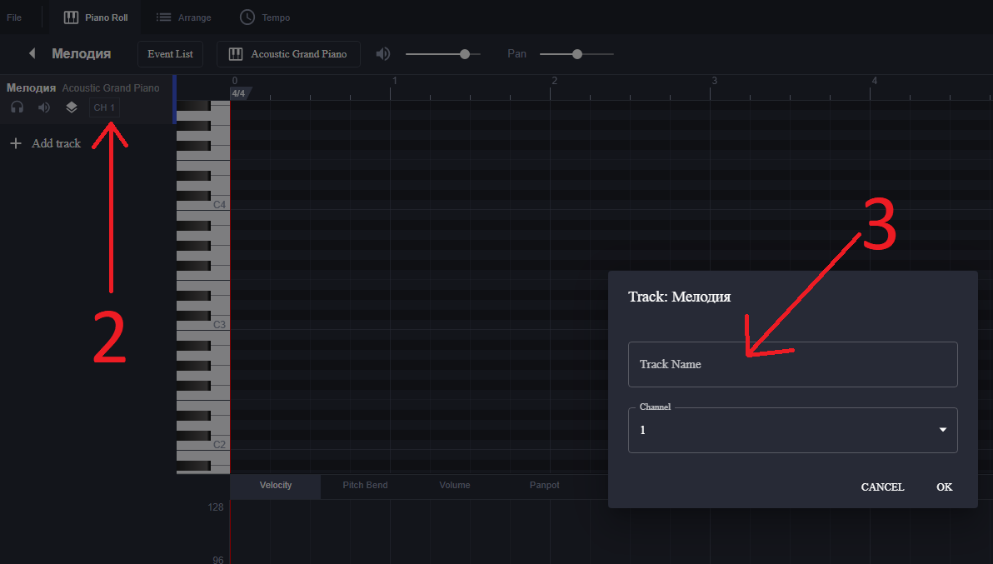 File Piano Roll Arrange Tempo
Мелодия Event List Acoustic Grand Piano Pan
Мелодия Acoustic Grand Piano
CH 1
Add track
0 1 2 3 4
4/4
C4
C3
C2
2
3
Track: Мелодия
Track Name
Channel
1
CANCEL OK
Velocity Pitch Bend Volume Panpot
128
96